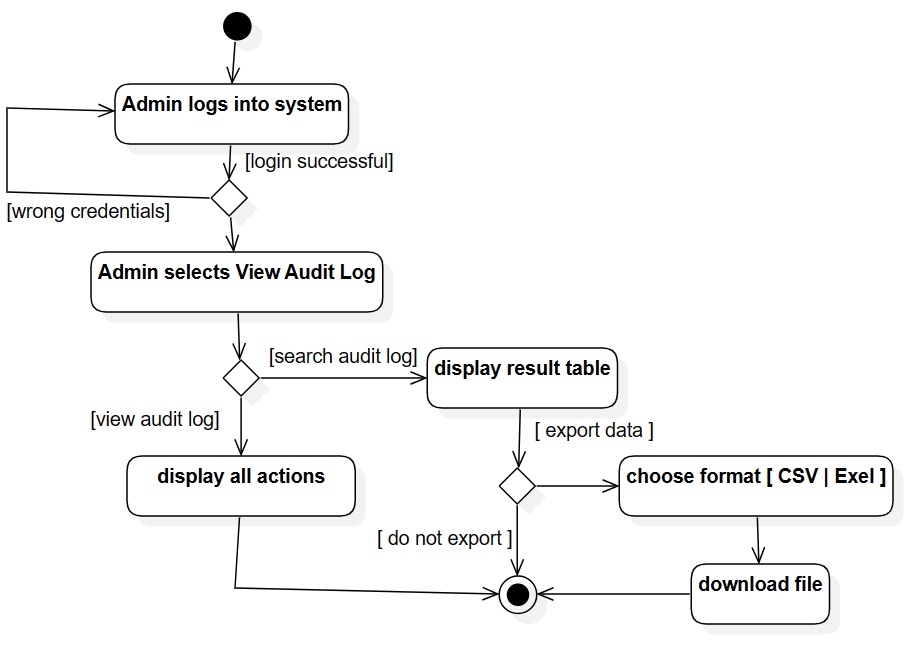 Admin logs into system
[login successful]
[wrong credentials]
Admin selects View Audit Log
[search audit log]
display result table
[view audit log]
[ export data ]
display all actions
choose format [ CSV | Exel ]
[ do not export ]
download file